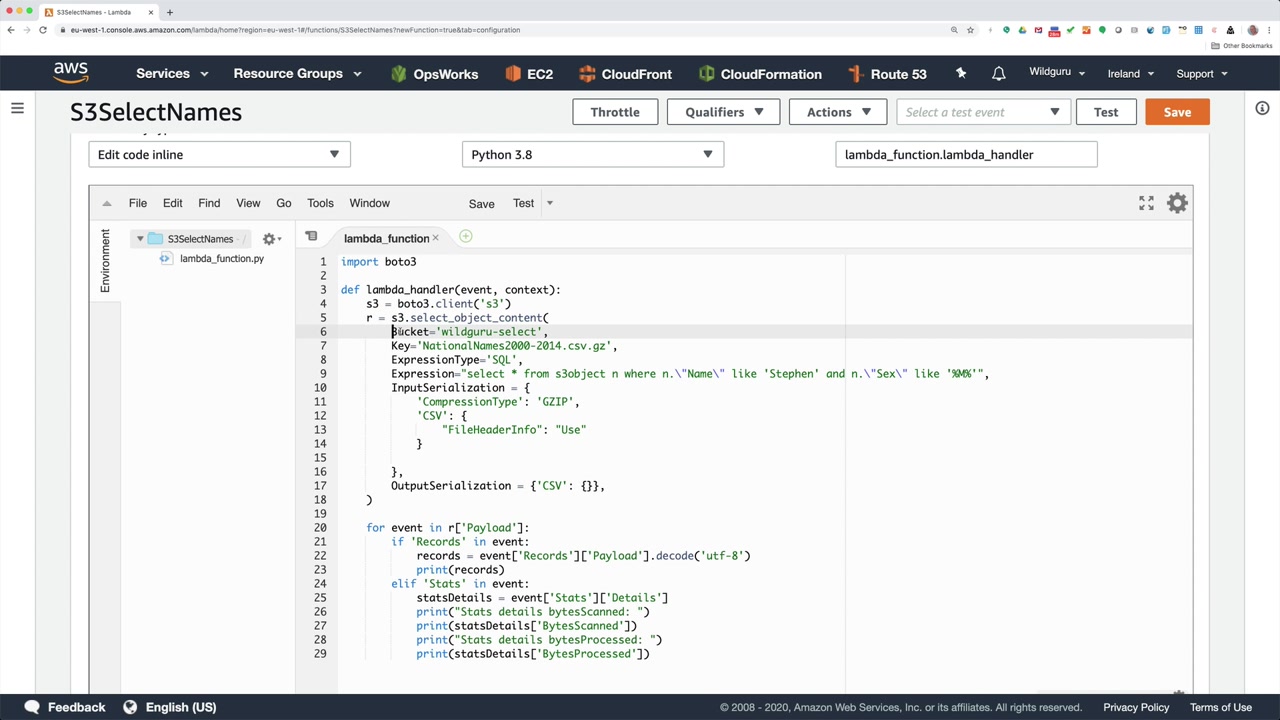 S3SelectNames - Lambda
eu-west-1.console.aws.amazon.com/lambda/home?region=eu-west-1#/functions/S3SelectNames?newFunction=true&tab=configuration
Other Bookmarks
aws
Services
Resource Groups
OpsWorks
EC2
CloudFront
CloudFormation
Route 53
Wildguru
Ireland
Support
S3SelectNames
Throttle
Qualifiers
Actions
Select a test event
Test
Save
Edit code inline
Python 3.8
lambda_function.lambda_handler
File Edit Find View Go Tools Window Save Test
Environment
S3SelectNames - /
lambda_function.py
lambda_function
1 import boto3
2
3 def lambda_handler(event, context):
4 s3 = boto3.client('s3')
5 r = s3.select_object_content(
6 Bucket='wildguru-select',
7 Key='NationalNames2000-2014.csv.gz',
8 ExpressionType='SQL',
9 Expression="select * from s3object n where n.\"Name\" like 'Stephen' and n.\"Sex\" like '%M%'",
10 InputSerialization = {
11 'CompressionType': 'GZIP',
12 'CSV': {
13 "FileHeaderInfo": "Use"
14 }
15
16 },
17 OutputSerialization = {'CSV': {}},
18 )
19
20 for event in r['Payload']:
21 if 'Records' in event:
22 records = event['Records']['Payload'].decode('utf-8')
23 print(records)
24 elif 'Stats' in event:
25 statsDetails = event['Stats']['Details']
26 print("Stats details bytesScanned: ")
27 print(statsDetails['BytesScanned'])
28 print("Stats details bytesProcessed: ")
29 print(statsDetails['BytesProcessed'])
Feedback
English (US)
© 2008 - 2020, Amazon Web Services, Inc. or its affiliates. All rights reserved.
Privacy Policy
Terms of Use